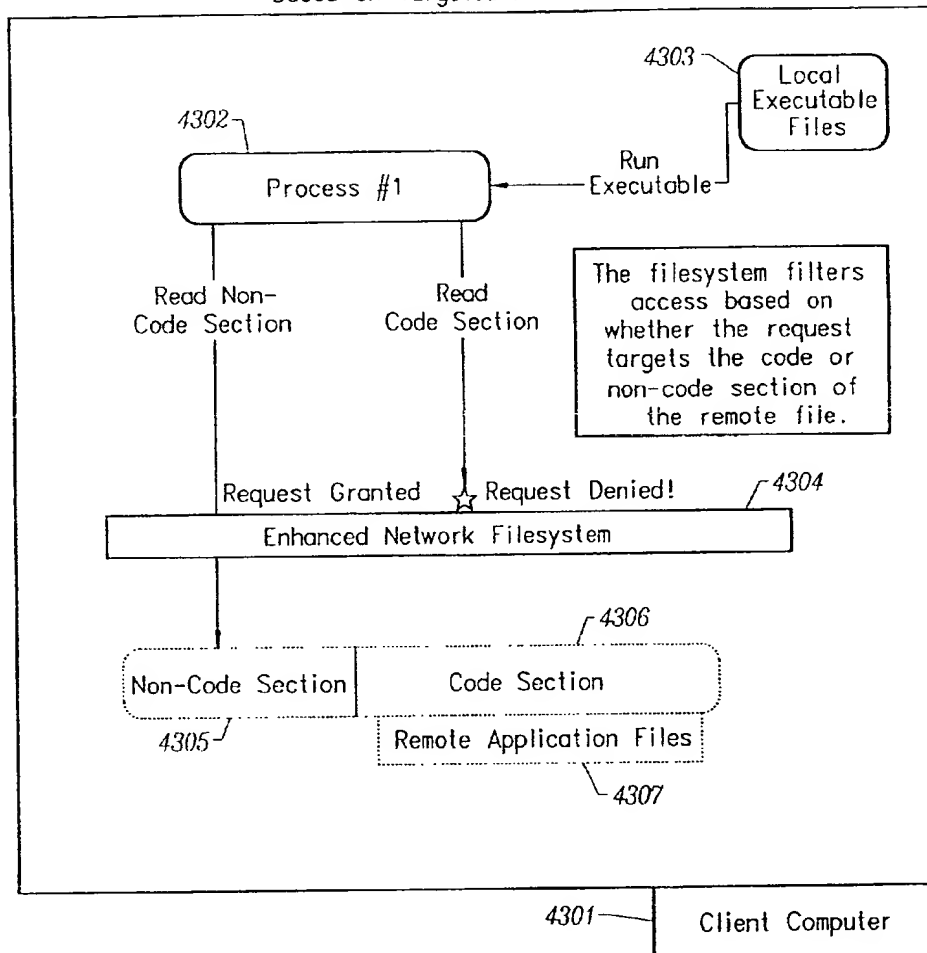 4303
Local
Executable
Files
4302
Process #1
Run
Executable
Read Non-
Code Section
Read
Code Section
The filesystem filters
access based on
whether the request
targets the code or
non-code section of
the remote file.
Request Granted
Request Denied!
4304
Enhanced Network Filesystem
4306
Non-Code Section
Code Section
4305
Remote Application Files
4307
4301
Client Computer